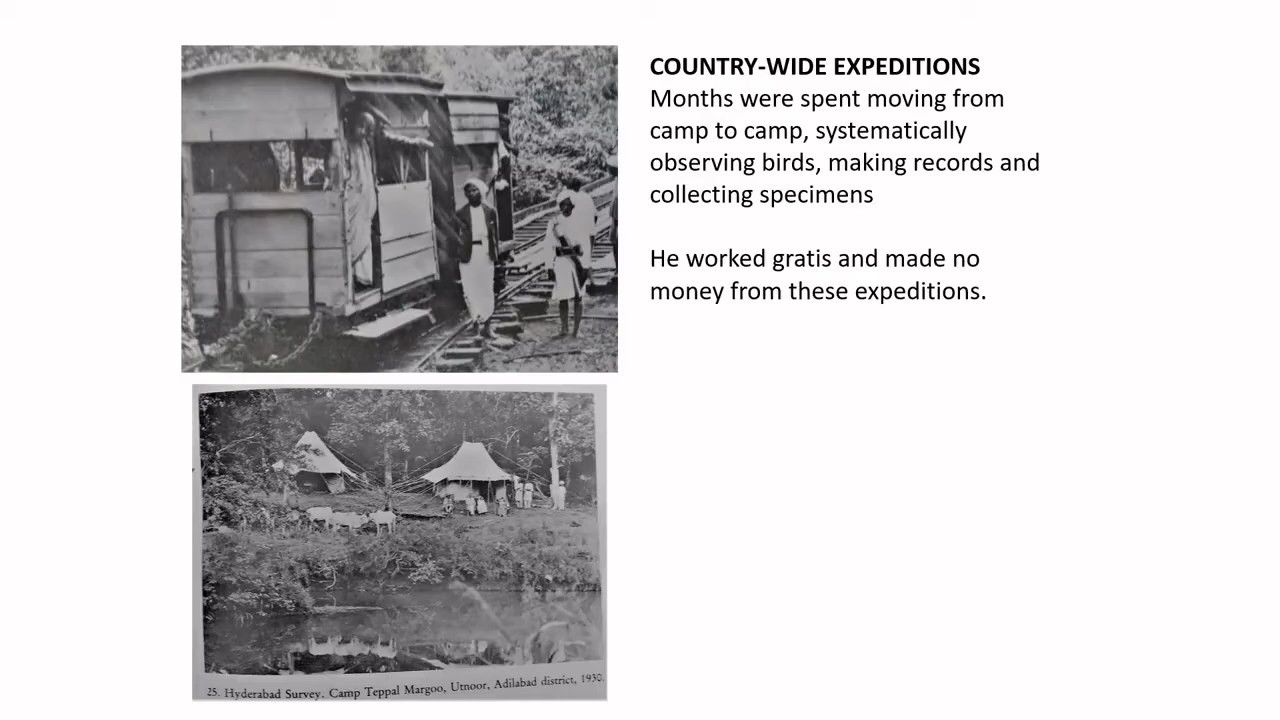 COUNTRY-WIDE EXPEDITIONS
Months were spent moving from
camp to camp, systematically
observing birds, making records and
collecting specimens
He worked gratis and made no
money from these expeditions.
25. Hyderabad Survey. Camp Teppal Margoo, Utnoor, Adilabad district, 1930.